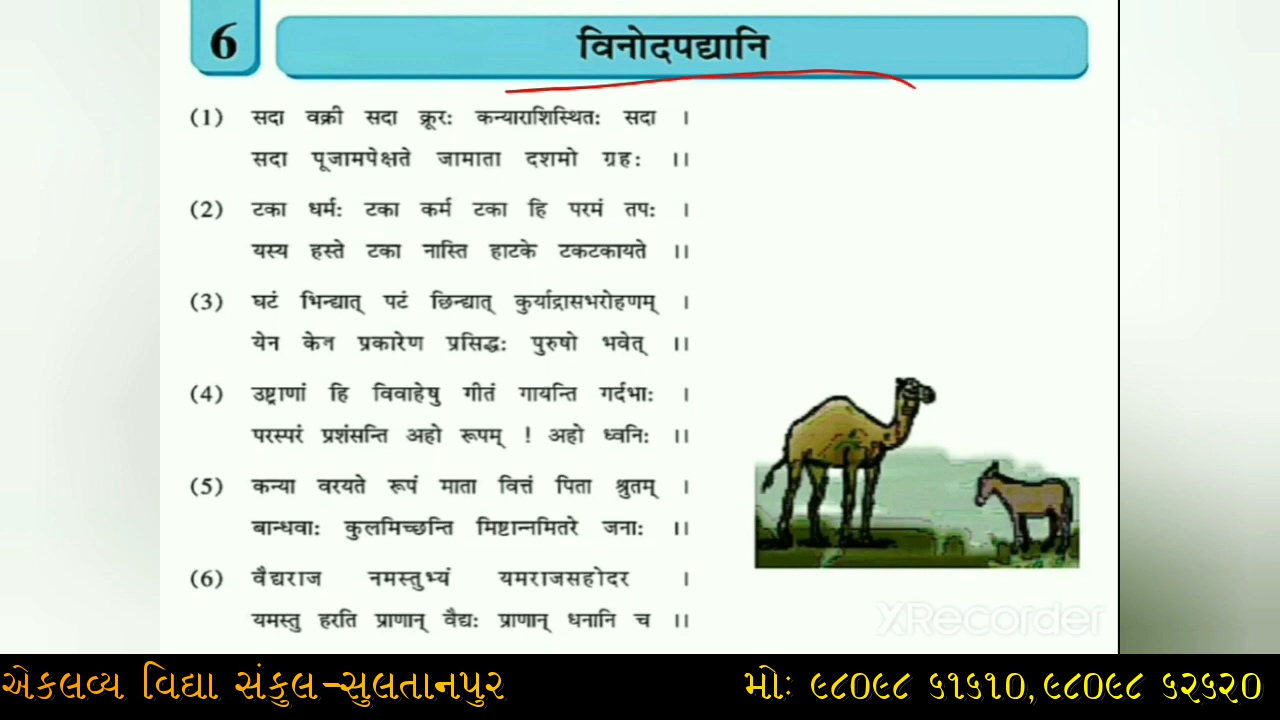 6
विनोदपद्यानि
(1) सदा वक्री सदा क्रूरः कन्याराशिस्थितः सदा ।
सदा पूजामपेक्षते जामाता दशमो ग्रहः ।।
(2) टका धर्मः टका कर्म टका हि परमं तपः ।
यस्य हस्ते टका नास्ति हाटके टकटकायते ।।
(3) घटं भिन्द्यात् पटं छिन्द्यात् कुर्याद्रासभरोहणम् ।
येन केन प्रकारेण प्रसिद्धः पुरुषो भवेत् ।।
(4) उष्ट्राणां हि विवाहेषु गीतं गायन्ति गर्दभाः ।
परस्परं प्रशंसन्ति अहो रूपम् ! अहो ध्वनिः ।।
(5) कन्या वरयते रूपं माता वित्तं पिता श्रुतम् ।
बान्धवाः कुलमिच्छन्ति मिष्टान्नमितरे जनाः ।।
(6) वैद्यराज नमस्तुभ्यं यमराजसहोदर ।
यमस्तु हरति प्राणान् वैद्यः प्राणान् धनानि च ।।
XRecorder
એકલવ્ય વિદ્યા સંકુલ-સુલતાનપુર મોઃ ૯૮૦૯૮ ૬૧૬૧૦, ૯૮૦૯૮ ૬૨૬૨૦